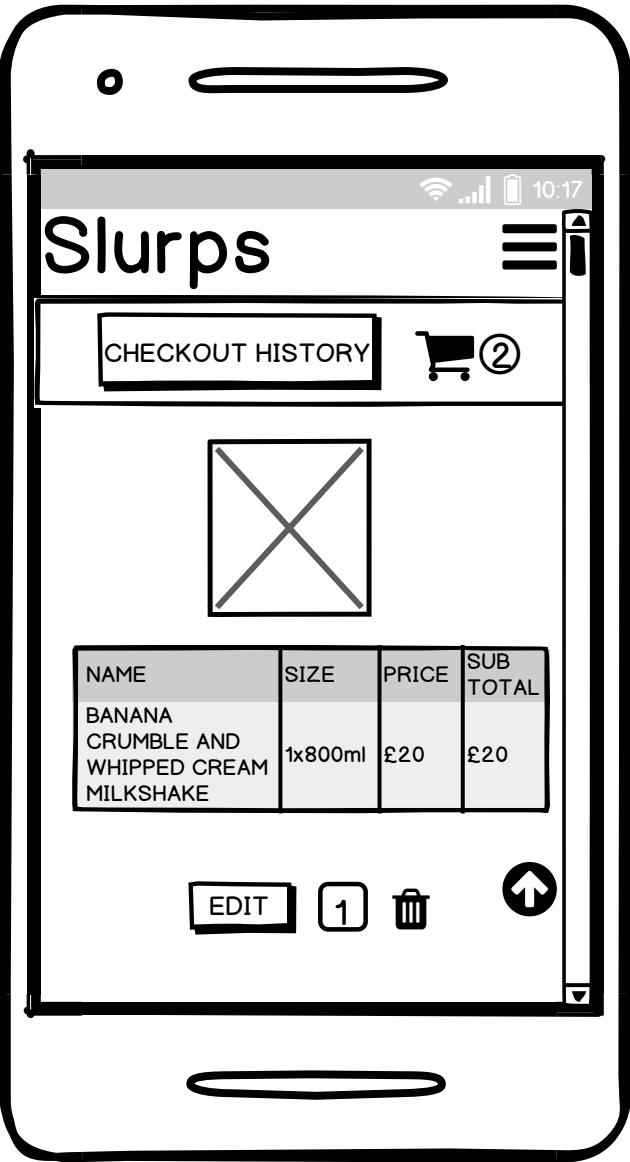 10:17
Slurps
CHECKOUT HISTORY
2
NAME SIZE PRICE SUB TOTAL
BANANA
CRUMBLE AND
WHIPPED CREAM
MILKSHAKE
1x800ml £20 £20
EDIT 1